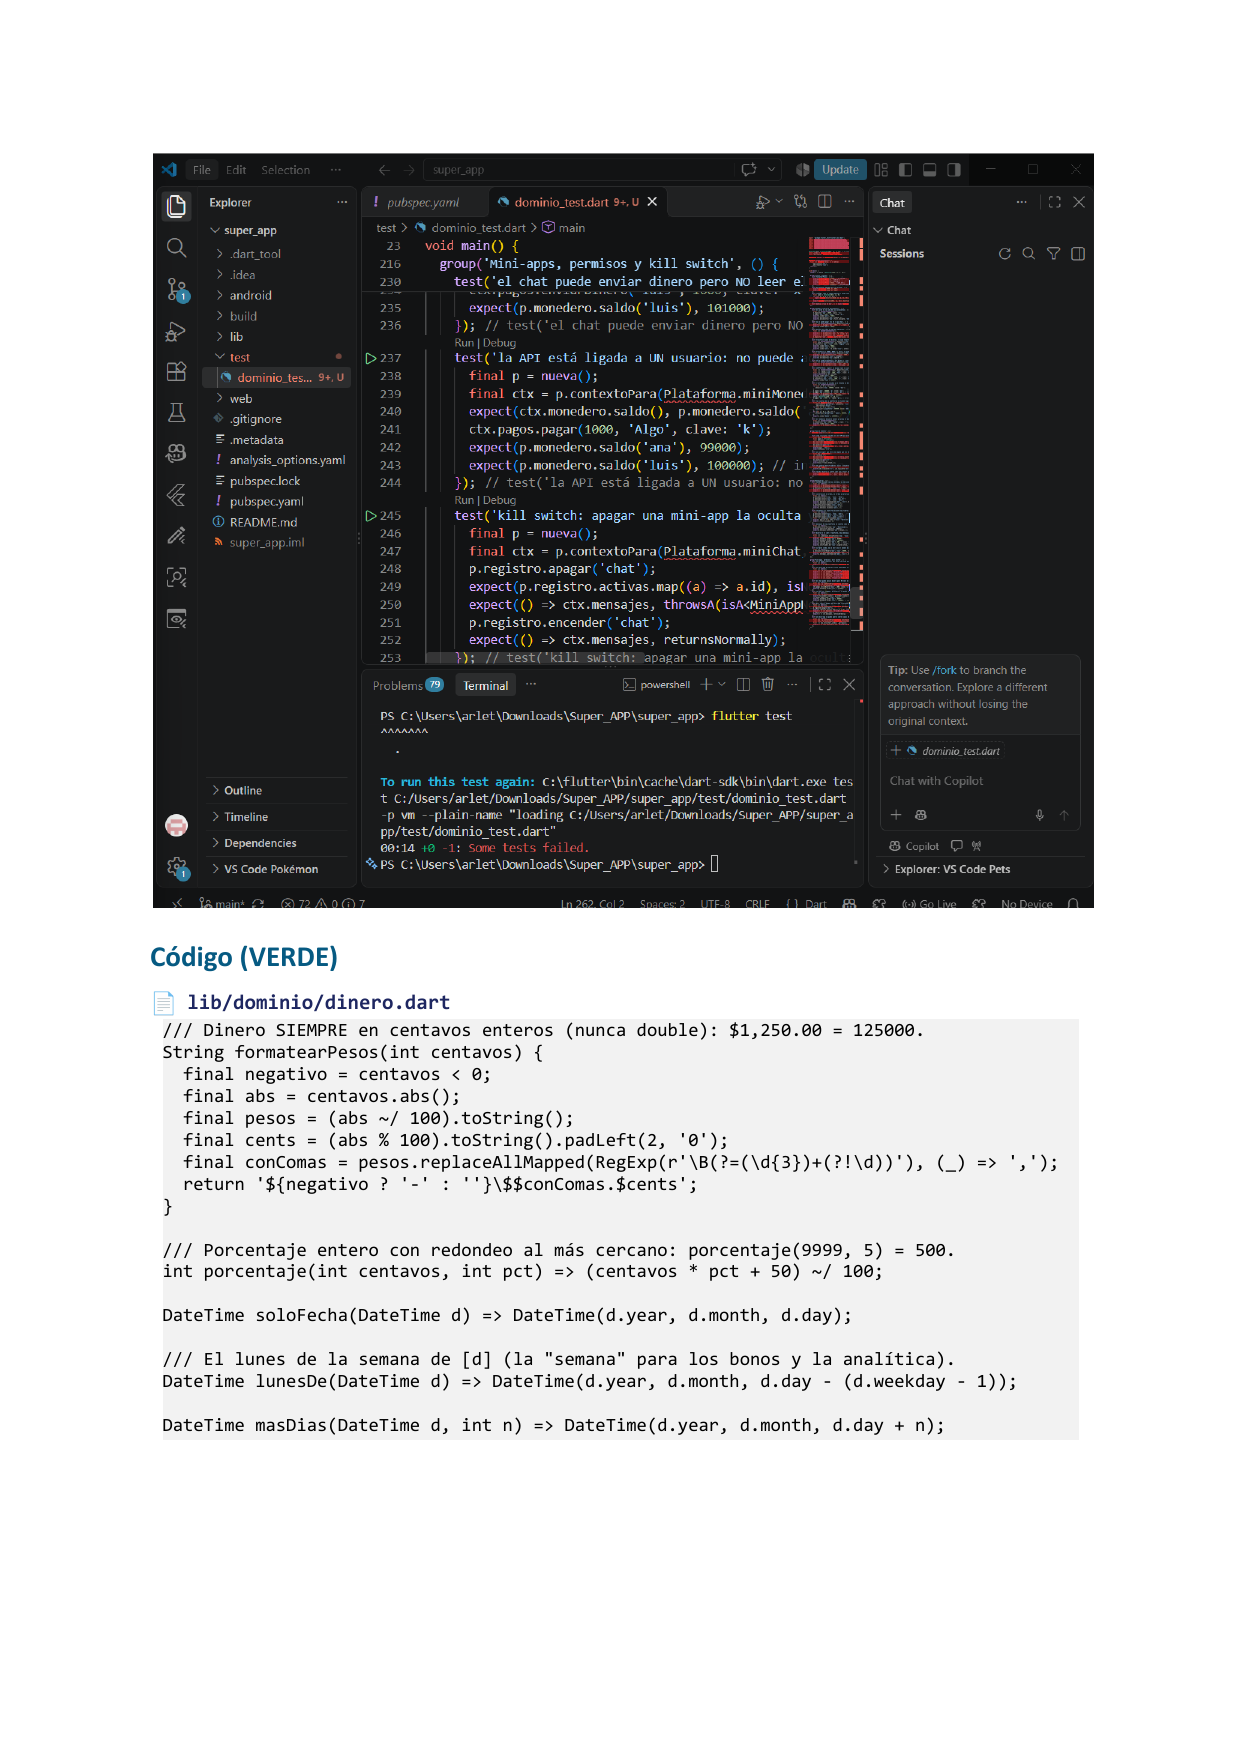 File Edit Selection ··· super_app Update
Explorer ···
super_app
.dart_tool
.idea
android
build
lib
test
dominio_tes... 9+, U
web
.gitignore
.metadata
analysis_options.yaml
pubspec.lock
pubspec.yaml
README.md
super_app.iml
Outline
Timeline
Dependencies
VS Code Pokémon
pubspec.yaml dominio_test.dart 9+, U
test > dominio_test.dart > main
23 void main() {
216 group('Mini-apps, permisos y kill switch', () {
230 test('el chat puede enviar dinero pero NO leer el
235 expect(p.monedero.saldo('luis'), 101000);
236 }); // test('el chat puede enviar dinero pero NO
Run | Debug
237 test('la API está ligada a UN usuario: no puede a
238 final p = nueva();
239 final ctx = p.contextoPara(Plataforma.miniMoned
240 expect(ctx.monedero.saldo(), p.monedero.saldo('
241 ctx.pagos.pagar(1000, 'Algo', clave: 'k');
242 expect(p.monedero.saldo('ana'), 99000);
243 expect(p.monedero.saldo('luis'), 100000); // in
244 }); // test('la API está ligada a UN usuario: no
Run | Debug
245 test('kill switch: apagar una mini-app la oculta
246 final p = nueva();
247 final ctx = p.contextoPara(Plataforma.miniChat,
248 p.registro.apagar('chat');
249 expect(p.registro.activas.map((a) => a.id), isN
250 expect(() => ctx.mensajes, throwsA(isA<MiniAppD
251 p.registro.encender('chat');
252 expect(() => ctx.mensajes, returnsNormally);
253 }); // test('kill switch: apagar una mini-app la oculta
Problems 79 Terminal ··· powershell
PS C:\Users\arlet\Downloads\Super_APP\super_app> flutter test
^^^^^^^
.
To run this test again: C:\flutter\bin\cache\dart-sdk\bin\dart.exe tes
t C:/Users/arlet/Downloads/Super_APP/super_app/test/dominio_test.dart
-p vm --plain-name "loading C:/Users/arlet/Downloads/Super_APP/super_a
pp/test/dominio_test.dart"
00:14 +0 -1: Some tests failed.
PS C:\Users\arlet\Downloads\Super_APP\super_app>
Chat
Chat
Sessions
Tip: Use /fork to branch the
conversation. Explore a different
approach without losing the
original context.
dominio_test.dart
Chat with Copilot
Copilot
Explorer: VS Code Pets
main* 72 0 7 Ln 262, Col 2 Spaces: 2 UTF-8 CRLF { } Dart Go Live No Device
Código (VERDE)
lib/dominio/dinero.dart
/// Dinero SIEMPRE en centavos enteros (nunca double): $1,250.00 = 125000.
String formatearPesos(int centavos) {
  final negativo = centavos < 0;
  final abs = centavos.abs();
  final pesos = (abs ~/ 100).toString();
  final cents = (abs % 100).toString().padLeft(2, '0');
  final conComas = pesos.replaceAllMapped(RegExp(r'\B(?=(\d{3})+(?!\d))'), (_) => ',');
  return '${negativo ? '-' : ''}\$$conComas.$cents';
}
/// Porcentaje entero con redondeo al más cercano: porcentaje(9999, 5) = 500.
int porcentaje(int centavos, int pct) => (centavos * pct + 50) ~/ 100;
DateTime soloFecha(DateTime d) => DateTime(d.year, d.month, d.day);
/// El lunes de la semana de [d] (la "semana" para los bonos y la analítica).
DateTime lunesDe(DateTime d) => DateTime(d.year, d.month, d.day - (d.weekday - 1));
DateTime masDias(DateTime d, int n) => DateTime(d.year, d.month, d.day + n);